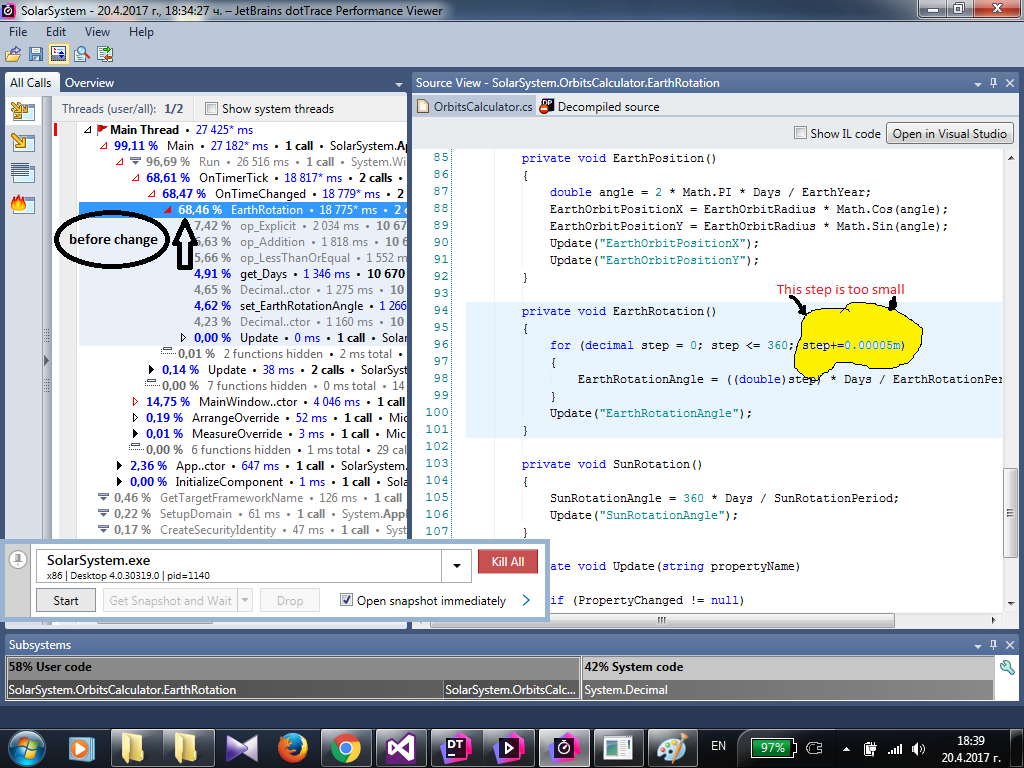 SolarSystem - 20.4.2017 г., 18:34:27 ч. – JetBrains dotTrace Performance Viewer
File Edit View Help
All Calls
Overview
Threads (user/all): 1/2 Show system threads
Main Thread • 27 425* ms
99,11 % Main • 27 182* ms • 1 call • SolarSystem.Ap
96,69 % Run • 26 516 ms • 1 call • System.Wi
68,61 % OnTimerTick • 18 817* ms • 2 calls •
68,47 % OnTimeChanged • 18 779* ms • 2
68,46 % EarthRotation • 18 775* ms • 2 c
before change
7,42 % op_Explicit • 2 034 ms • 10 67
6,63 % op_Addition • 1 818 ms • 10
5,66 % op_LessThanOrEqual • 1 552 m
4,91 % get_Days • 1 346 ms • 10 670
4,65 % Decimal..ctor • 1 275 ms • 10
4,62 % set_EarthRotationAngle • 1 266
4,23 % Decimal..ctor • 1 160 ms • 10
0,00 % Update • 0 ms • 1 call • SolarSy
0,01 % 2 functions hidden • 2 ms total •
0,14 % Update • 38 ms • 2 calls • SolarSyst
0,00 % 7 functions hidden • 0 ms total • 14
14,75 % MainWindow..ctor • 4 046 ms • 1 call
0,19 % ArrangeOverride • 52 ms • 1 call • Mic
0,01 % MeasureOverride • 3 ms • 1 call • Mic
0,00 % 6 functions hidden • 1 ms total • 29 cal
2,36 % App..ctor • 647 ms • 1 call • SolarSystem.
0,00 % InitializeComponent • 1 ms • 1 call • Sola
0,46 % GetTargetFrameworkName • 126 ms • 1 call
0,22 % SetupDomain • 61 ms • 1 call • System.Appl
0,17 % CreateSecurityIdentity • 47 ms • 1 call • Syst
Source View - SolarSystem.OrbitsCalculator.EarthRotation
OrbitsCalculator.cs Decompiled source
Show IL code Open in Visual Studio
85 private void EarthPosition()
86 {
87 double angle = 2 * Math.PI * Days / EarthYear;
88 EarthOrbitPositionX = EarthOrbitRadius * Math.Cos(angle);
89 EarthOrbitPositionY = EarthOrbitRadius * Math.Sin(angle);
90 Update("EarthOrbitPositionX");
91 Update("EarthOrbitPositionY");
92 }
93
This step is too small
94 private void EarthRotation()
95 {
96 for (decimal step = 0; step <= 360; step+=0.00005m)
97 {
98 EarthRotationAngle = ((double)step) * Days / EarthRotationPer
99 }
100 Update("EarthRotationAngle");
101 }
102
103 private void SunRotation()
104 {
105 SunRotationAngle = 360 * Days / SunRotationPeriod;
106 Update("SunRotationAngle");
107 }
ate void Update(string propertyName)
if (PropertyChanged != null)
SolarSystem.exe
x86 | Desktop 4.0.30319.0 | pid=1140
Kill All
Start Get Snapshot and Wait Drop Open snapshot immediately
Subsystems
58% User code 42% System code
SolarSystem.OrbitsCalculator.EarthRotation SolarSystem.OrbitsCalc... System.Decimal
DT
EN
97%
18:39
20.4.2017 г.